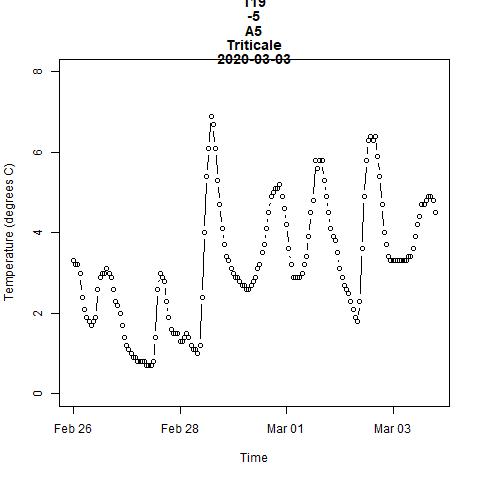 T19
-5
A5
Triticale
2020-03-03
Temperature (degrees C)
8
6
4
2
0
Feb 26
Feb 28
Mar 01
Mar 03
Time